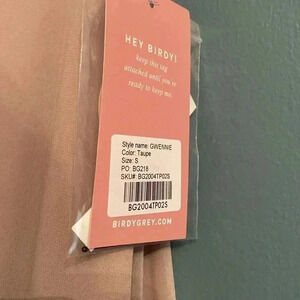 HEY BIRDY!
keep this tag
attached until you're
ready to keep me.
Style name: GWENNIE
Color: Taupe
Size: S
PO: BG218
SKU#: BG2004TP02S
BG2004TP02S
BiRDYGREY.COM